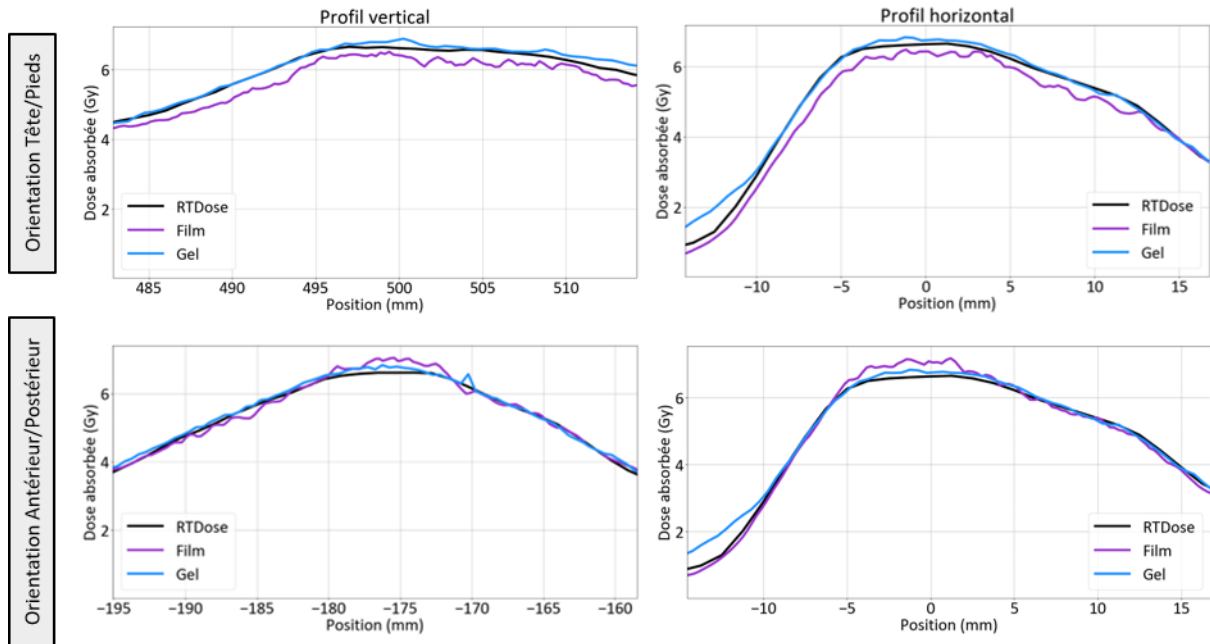 Profil vertical
Profil horizontal
Orientation Tête/Pieds
Dose absorbée (Gy)
6
4
2
RTDose
Film
Gel
485
490
495
500
505
510
Position (mm)
Dose absorbée (Gy)
6
4
2
RTDose
Film
Gel
−10
−5
0
5
10
15
Position (mm)
Orientation Antérieur/Postérieur
Dose absorbée (Gy)
6
4
2
RTDose
Film
Gel
−195
−190
−185
−180
−175
−170
−165
−160
Position (mm)
Dose absorbée (Gy)
6
4
2
RTDose
Film
Gel
−10
−5
0
5
10
15
Position (mm)